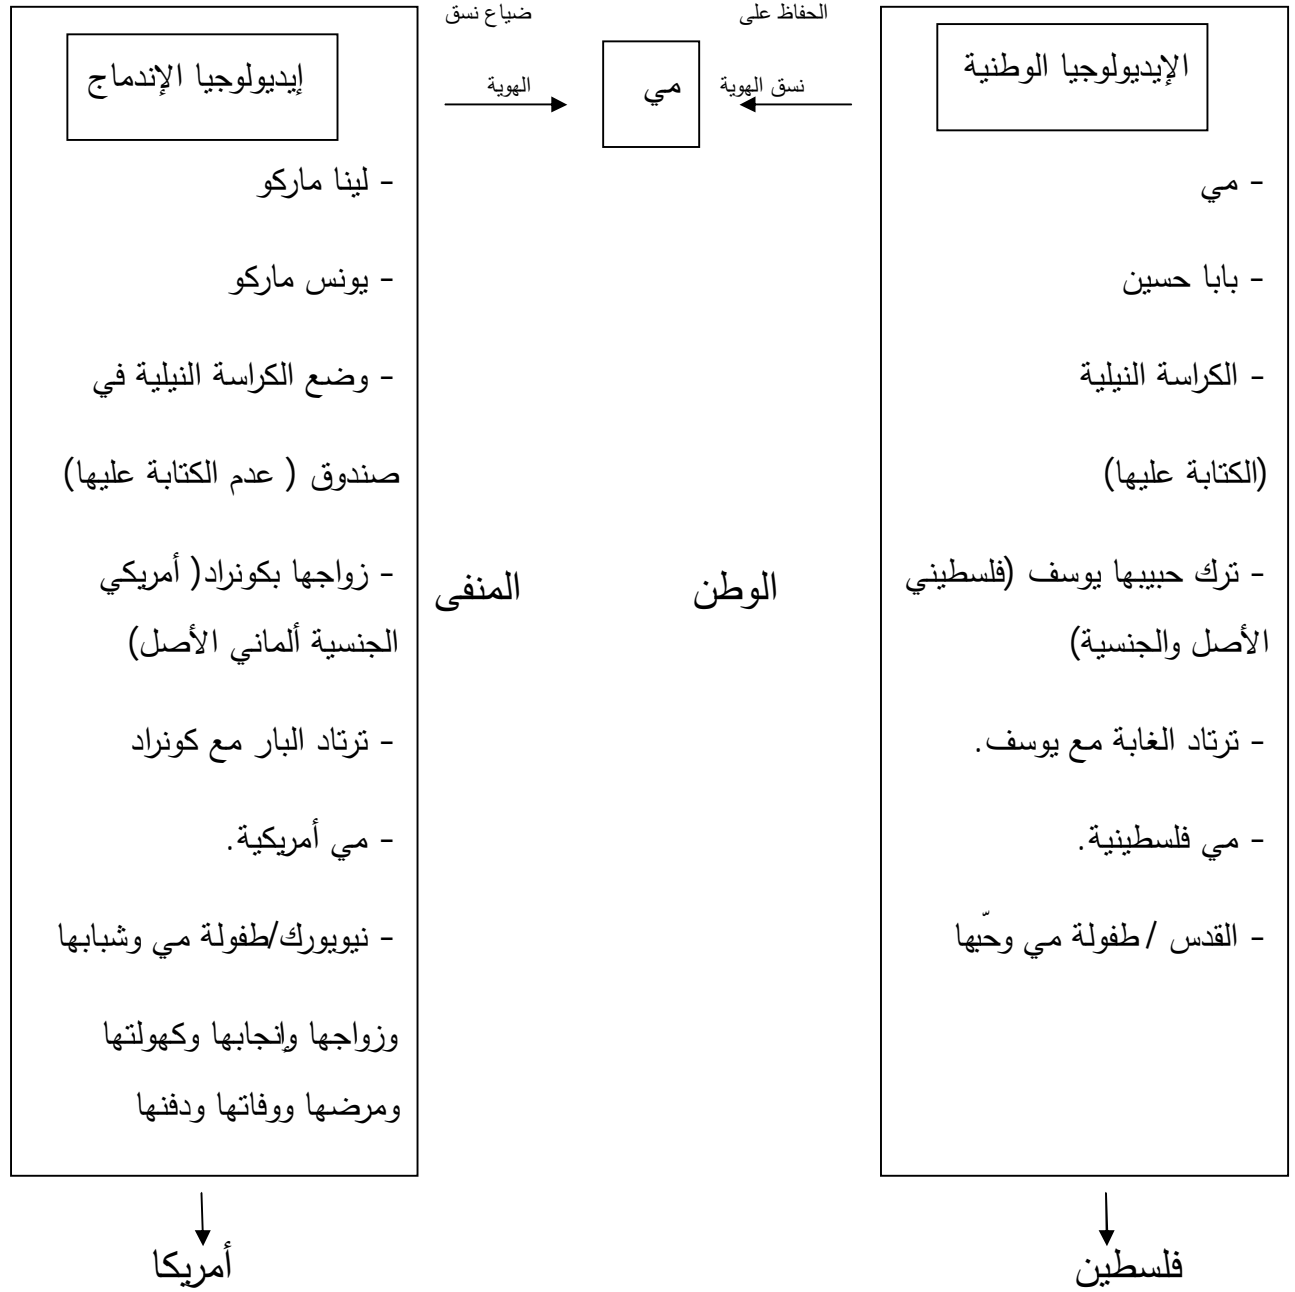 الحفاظ على
نسق الهوية
ضياع نسق
الهوية
مي
الإيديولوجيا الوطنية
- مي
- بابا حسين
- الكراسة النيلية
(الكتابة عليها)
- ترك حبيبها يوسف (فلسطيني
الأصل والجنسية)
- ترتاد الغابة مع يوسف.
- مي فلسطينية.
- القدس / طفولة مي وحّبها
فلسطين
الوطن
المنفى
إيديولوجيا الإندماج
- لينا ماركو
- يونس ماركو
- وضع الكراسة النيلية في
صندوق ( عدم الكتابة عليها)
- زواجها بكونراد( أمريكي
الجنسية ألماني الأصل)
- ترتاد البار مع كونراد
- مي أمريكية.
- نيويورك/طفولة مي وشبابها
وزواجها وإنجابها وكهولتها
ومرضها ووفاتها ودفنها
أمريكا